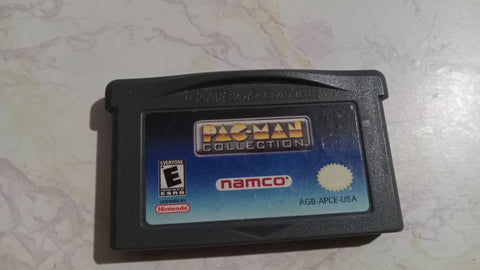 GAME BOY ADVANCE
PAC-MAN
COLLECTION
EVERYONE
E
ESRB
LICENSED BY
Nintendo
namco
AGB-APCE-USA